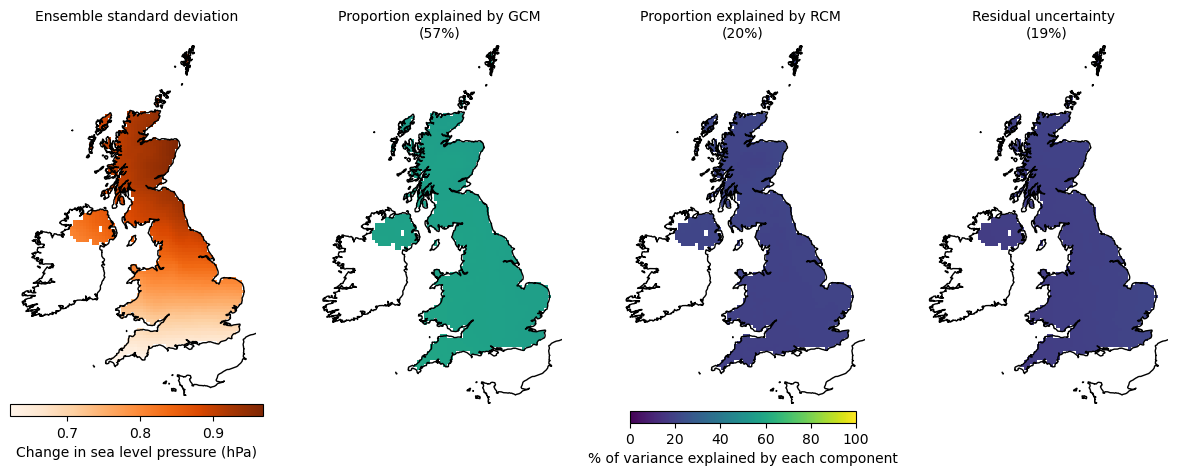 Ensemble standard deviation
Proportion explained by GCM
(57%)
Proportion explained by RCM
(20%)
Residual uncertainty
(19%)
0.7 0.8 0.9
Change in sea level pressure (hPa)
0 20 40 60 80 100
% of variance explained by each component